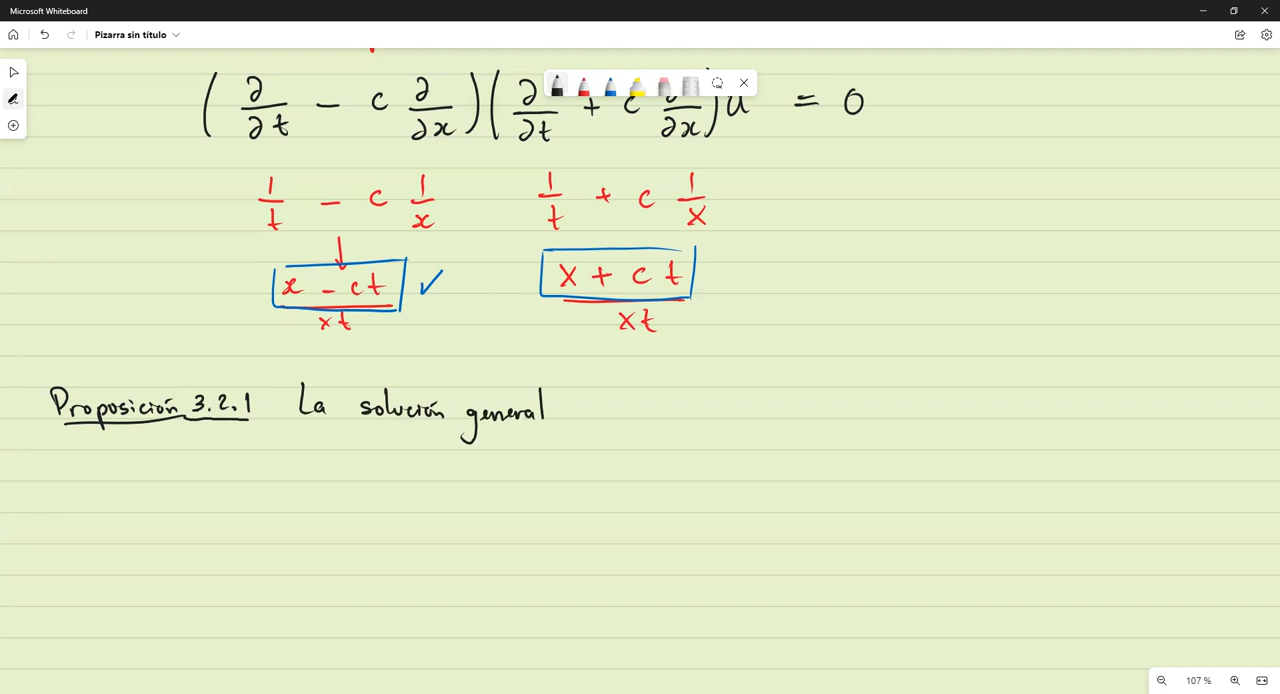 Microsoft Whiteboard
Pizarra sin título
(∂/∂t − c ∂/∂x)(∂/∂t + c ∂/∂x)u = 0
1/t − c 1/x 1/t + c 1/x
x − ct ✓ x + ct
xt xt
Proposición 3.2.1 La solución general
107 %